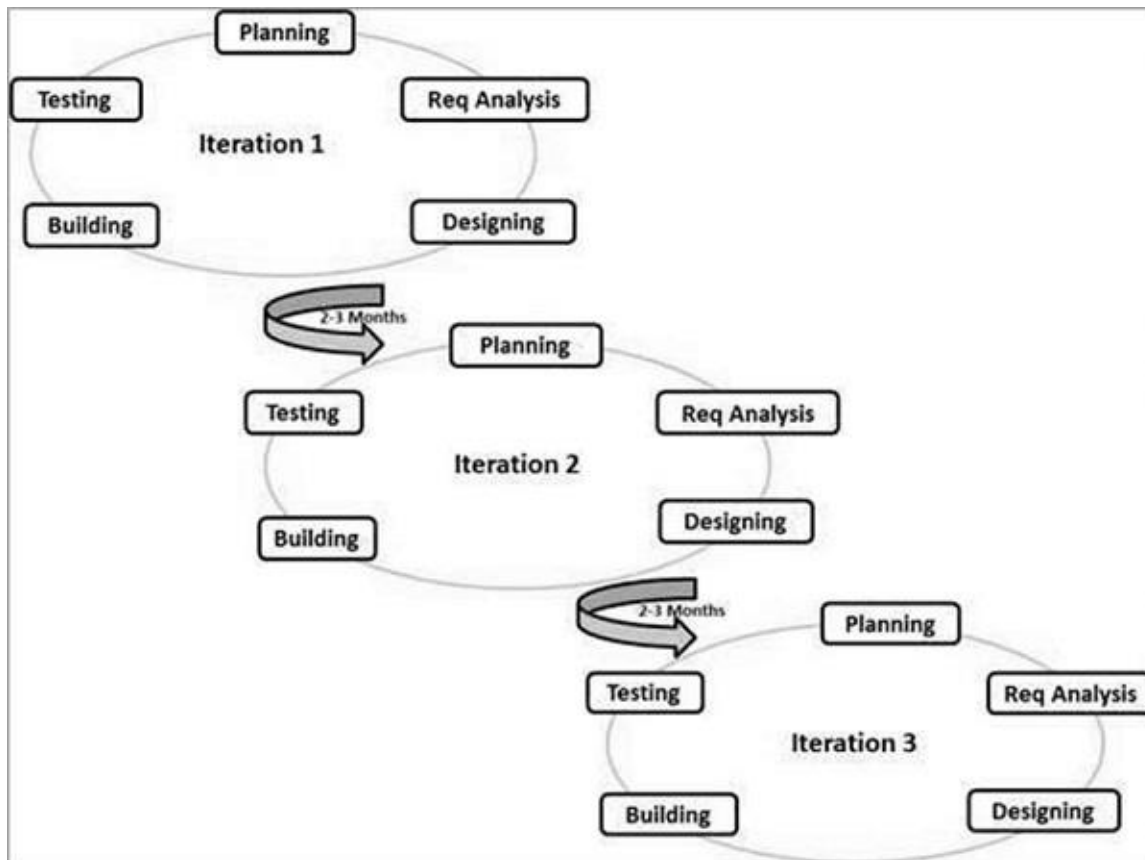 Planning
Testing
Req Analysis
Iteration 1
Building
Designing
2-3 Months
Planning
Testing
Req Analysis
Iteration 2
Building
Designing
2-3 Months
Planning
Testing
Req Analysis
Iteration 3
Building
Designing